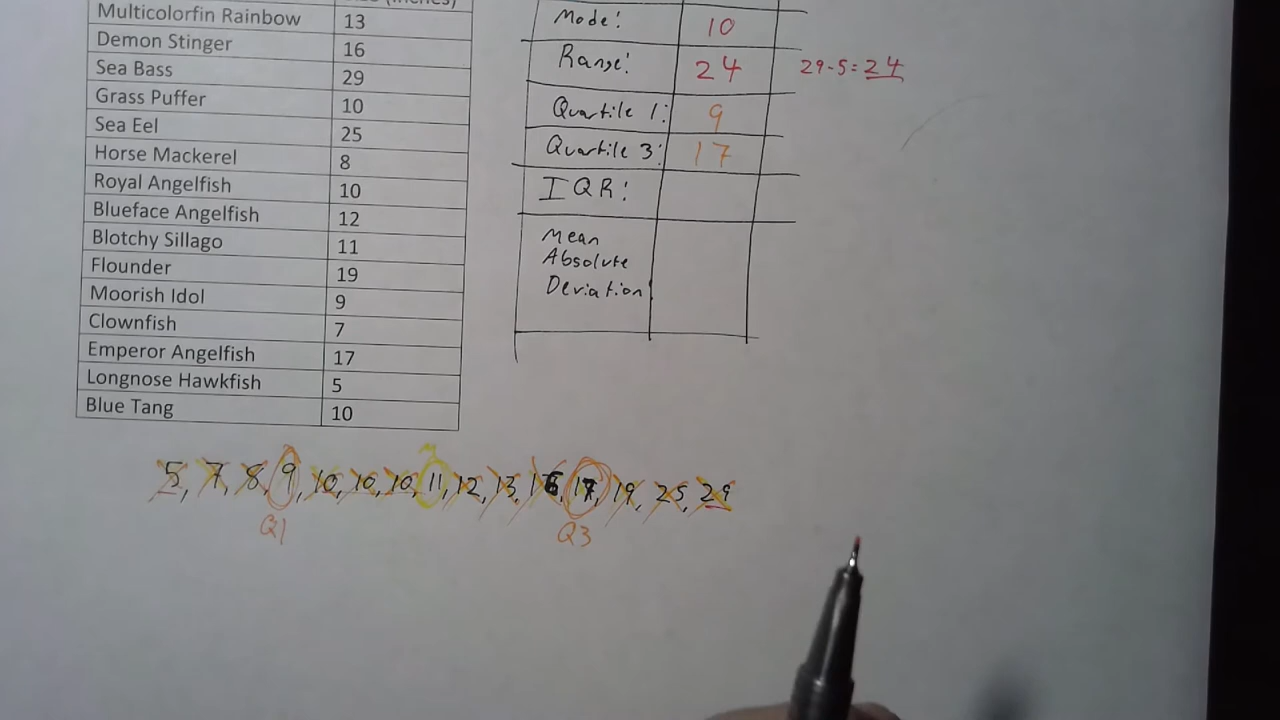 (inches)
Multicolorfin Rainbow 13
Demon Stinger 16
Sea Bass 29
Grass Puffer 10
Sea Eel 25
Horse Mackerel 8
Royal Angelfish 10
Blueface Angelfish 12
Blotchy Sillago 11
Flounder 19
Moorish Idol 9
Clownfish 7
Emperor Angelfish 17
Longnose Hawkfish 5
Blue Tang 10
Mode: 10
Range: 24 29-5=24
Quartile 1: 9
Quartile 3: 17
IQR:
Mean
Absolute
Deviation
M
5, 7, 8, 9, 10, 10, 10, 11, 12, 13, 16, 17, 19, 25, 29
Q1 Q3